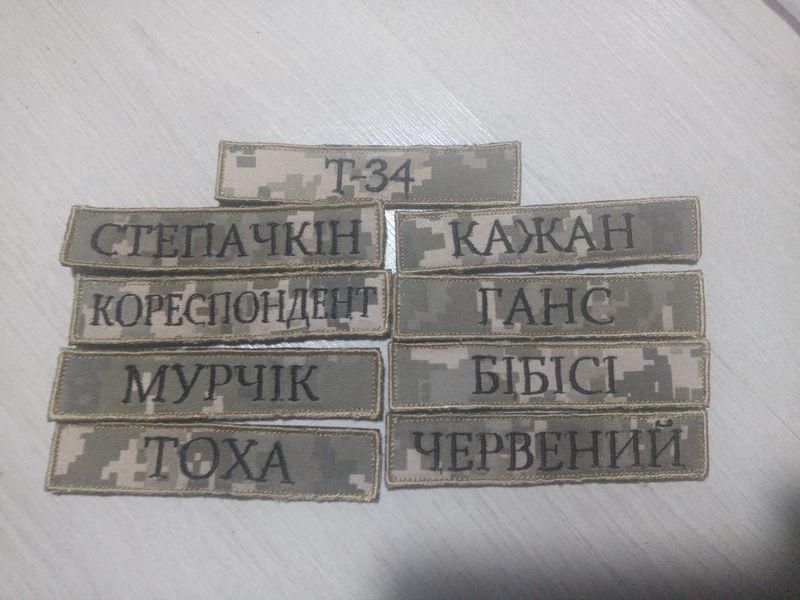 Т-34
СТЕПАЧКІН
КАЖАН
КОРЕСПОНДЕНТ
ГАНС
МУРЧІК
БІБІСІ
ТОХА
ЧЕРВЕНИЙ